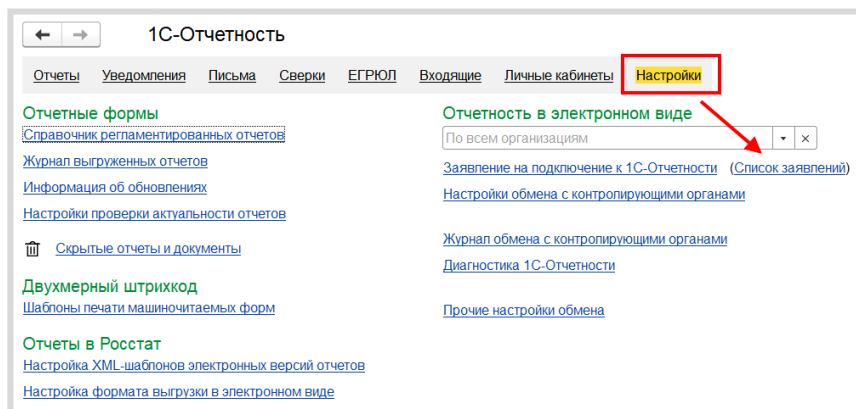 1С-Отчетность
Отчеты Уведомления Письма Сверки ЕГРЮЛ Входящие Личные кабинеты Настройки
Отчетные формы
Справочник регламентированных отчетов
Журнал выгруженных отчетов
Информация об обновлениях
Настройки проверки актуальности отчетов
Скрытые отчеты и документы
Двухмерный штрихкод
Шаблоны печати машиночитаемых форм
Отчеты в Росстат
Настройка XML-шаблонов электронных версий отчетов
Настройка формата выгрузки в электронном виде
Отчетность в электронном виде
По всем организациям
Заявление на подключение к 1С-Отчетности (Список заявлений)
Настройки обмена с контролирующими органами
Журнал обмена с контролирующими органами
Диагностика 1С-Отчетности
Прочие настройки обмена